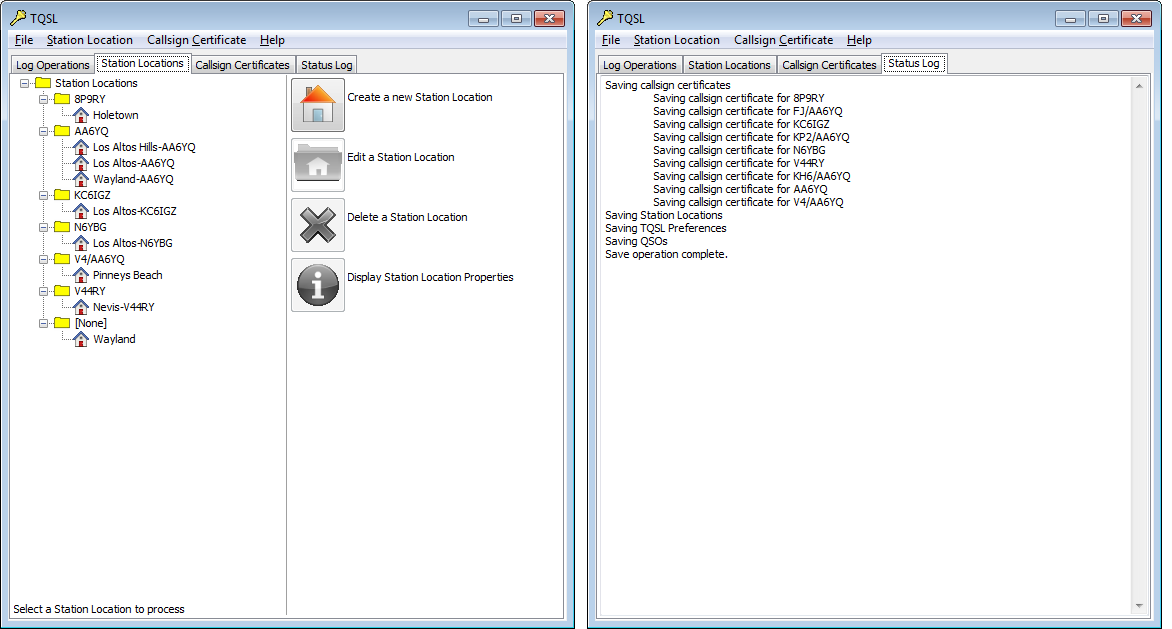 TQSL
File Station Location Callsign Certificate Help
Log Operations Station Locations Callsign Certificates Status Log
Station Locations
8P9RY
Holetown
AA6YQ
Los Altos Hills-AA6YQ
Los Altos-AA6YQ
Wayland-AA6YQ
KC6IGZ
Los Altos-KC6IGZ
N6YBG
Los Altos-N6YBG
V4/AA6YQ
Pinneys Beach
V44RY
Nevis-V44RY
[None]
Wayland
Create a new Station Location
Edit a Station Location
Delete a Station Location
Display Station Location Properties
Select a Station Location to process
TQSL
File Station Location Callsign Certificate Help
Log Operations Station Locations Callsign Certificates Status Log
Saving callsign certificates
Saving callsign certificate for 8P9RY
Saving callsign certificate for FJ/AA6YQ
Saving callsign certificate for KC6IGZ
Saving callsign certificate for KP2/AA6YQ
Saving callsign certificate for N6YBG
Saving callsign certificate for V44RY
Saving callsign certificate for KH6/AA6YQ
Saving callsign certificate for AA6YQ
Saving callsign certificate for V4/AA6YQ
Saving Station Locations
Saving TQSL Preferences
Saving QSOs
Save operation complete.